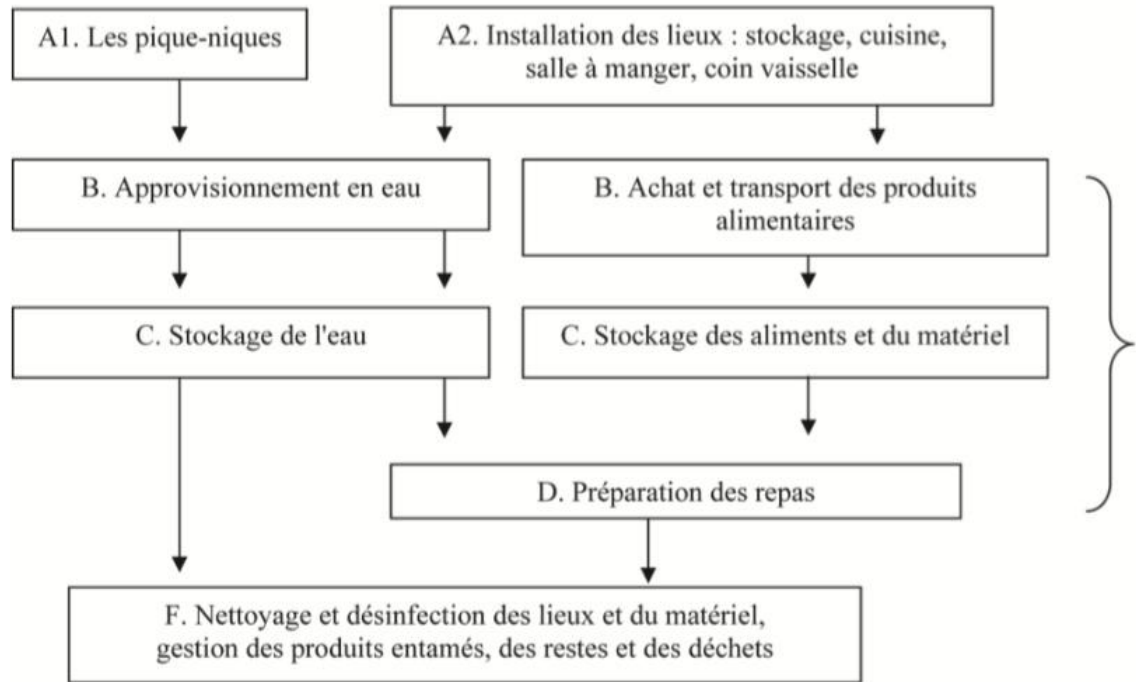 A1. Les pique-niques
A2. Installation des lieux : stockage, cuisine,
salle à manger, coin vaisselle
B. Approvisionnement en eau
B. Achat et transport des produits
alimentaires
C. Stockage de l'eau
C. Stockage des aliments et du matériel
D. Préparation des repas
F. Nettoyage et désinfection des lieux et du matériel,
gestion des produits entamés, des restes et des déchets